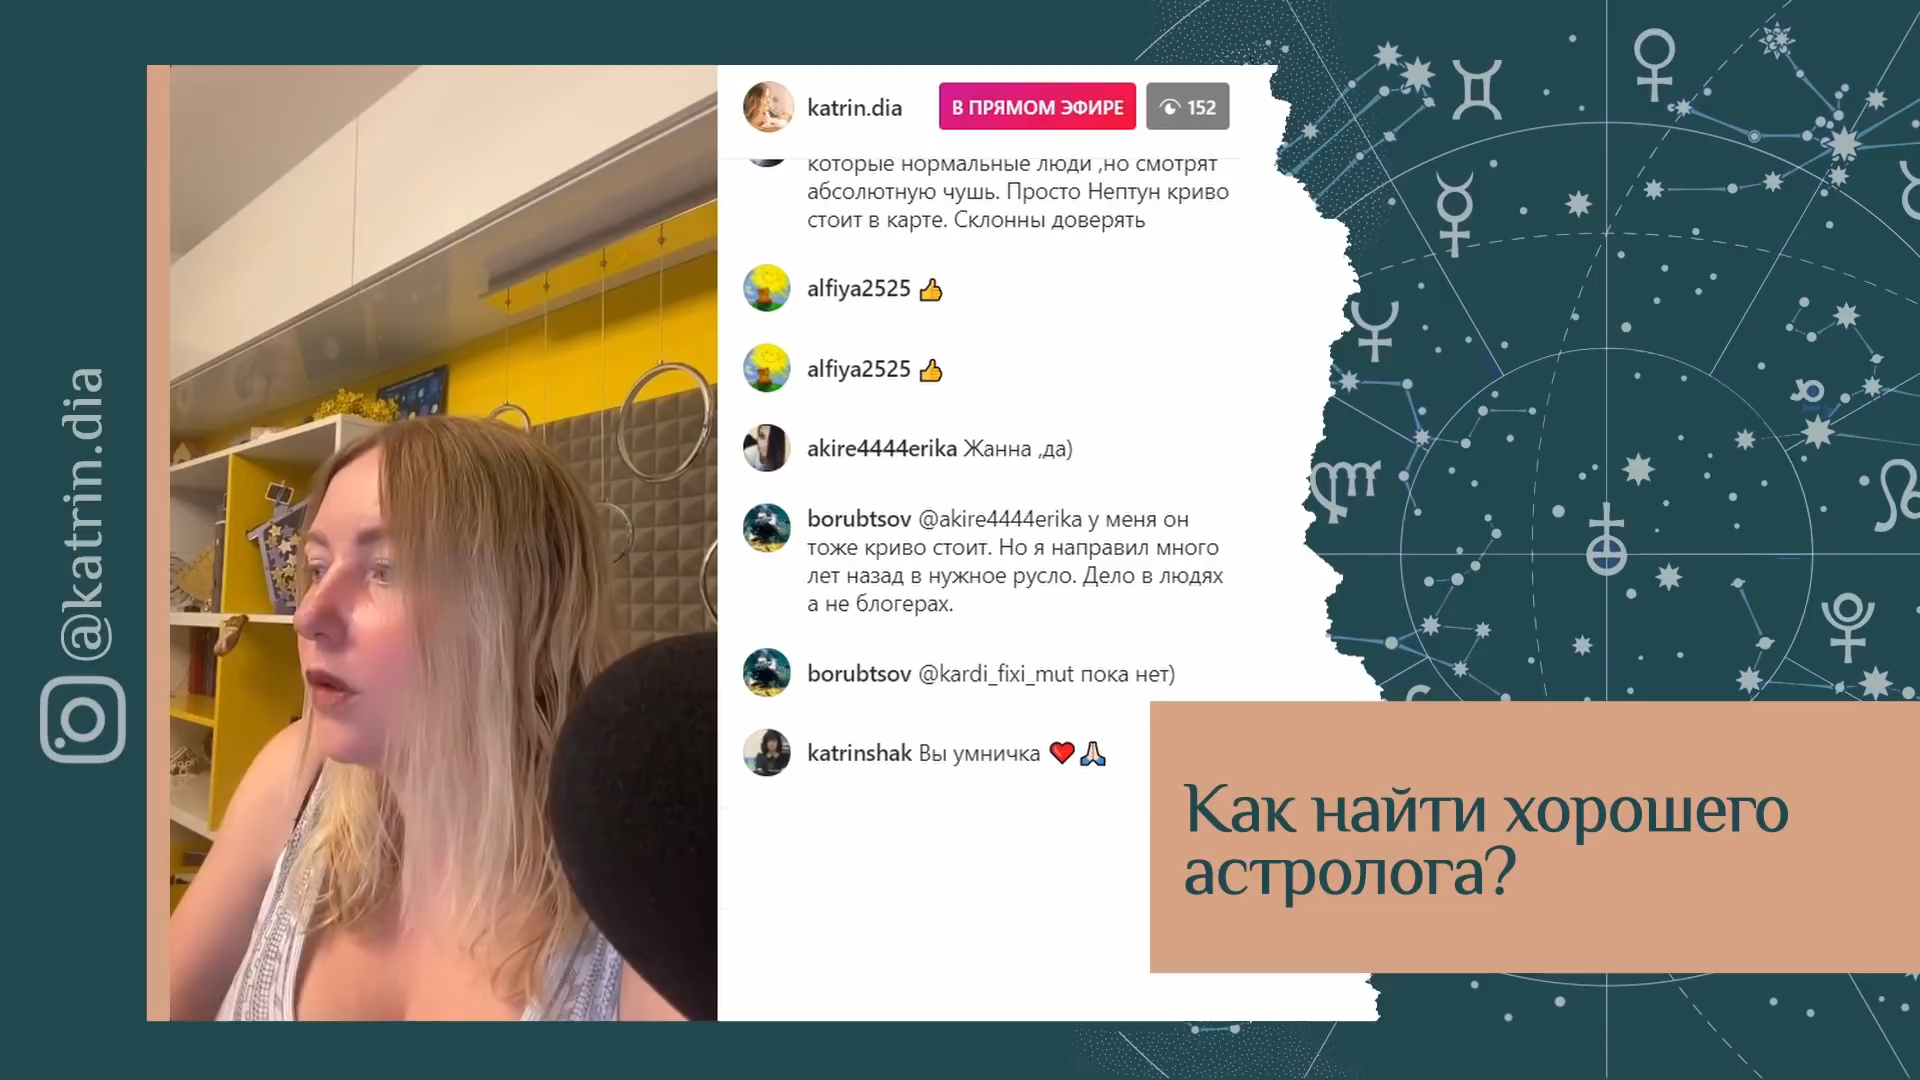 @katrin.dia
katrin.dia
В ПРЯМОМ ЭФИРЕ
152
которые нормальные люди ,но смотрят
абсолютную чушь. Просто Нептун криво
стоит в карте. Склонны доверять
alfiya2525 👍
alfiya2525 👍
akire4444erika Жанна ,да)
borubtsov @akire4444erika у меня он
тоже криво стоит. Но я направил много
лет назад в нужное русло. Дело в людях
а не блогерах.
borubtsov @kardi_fixi_mut пока нет)
katrinshak Вы умничка ❤️🙏🏻
Как найти хорошего
астролога?